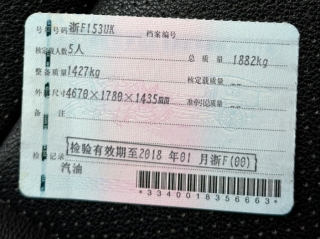 号牌号码 浙F153UK 档案编号
核定载人数 5人 总 质 量 1882kg
整备质量 1427kg 核定载质量 --
外廓尺寸 4670×1780×1435mm 准牵引总质量 --
备 注
检验记录 检验有效期至2018 年01 月浙F(00)
汽油
*3340018356663*